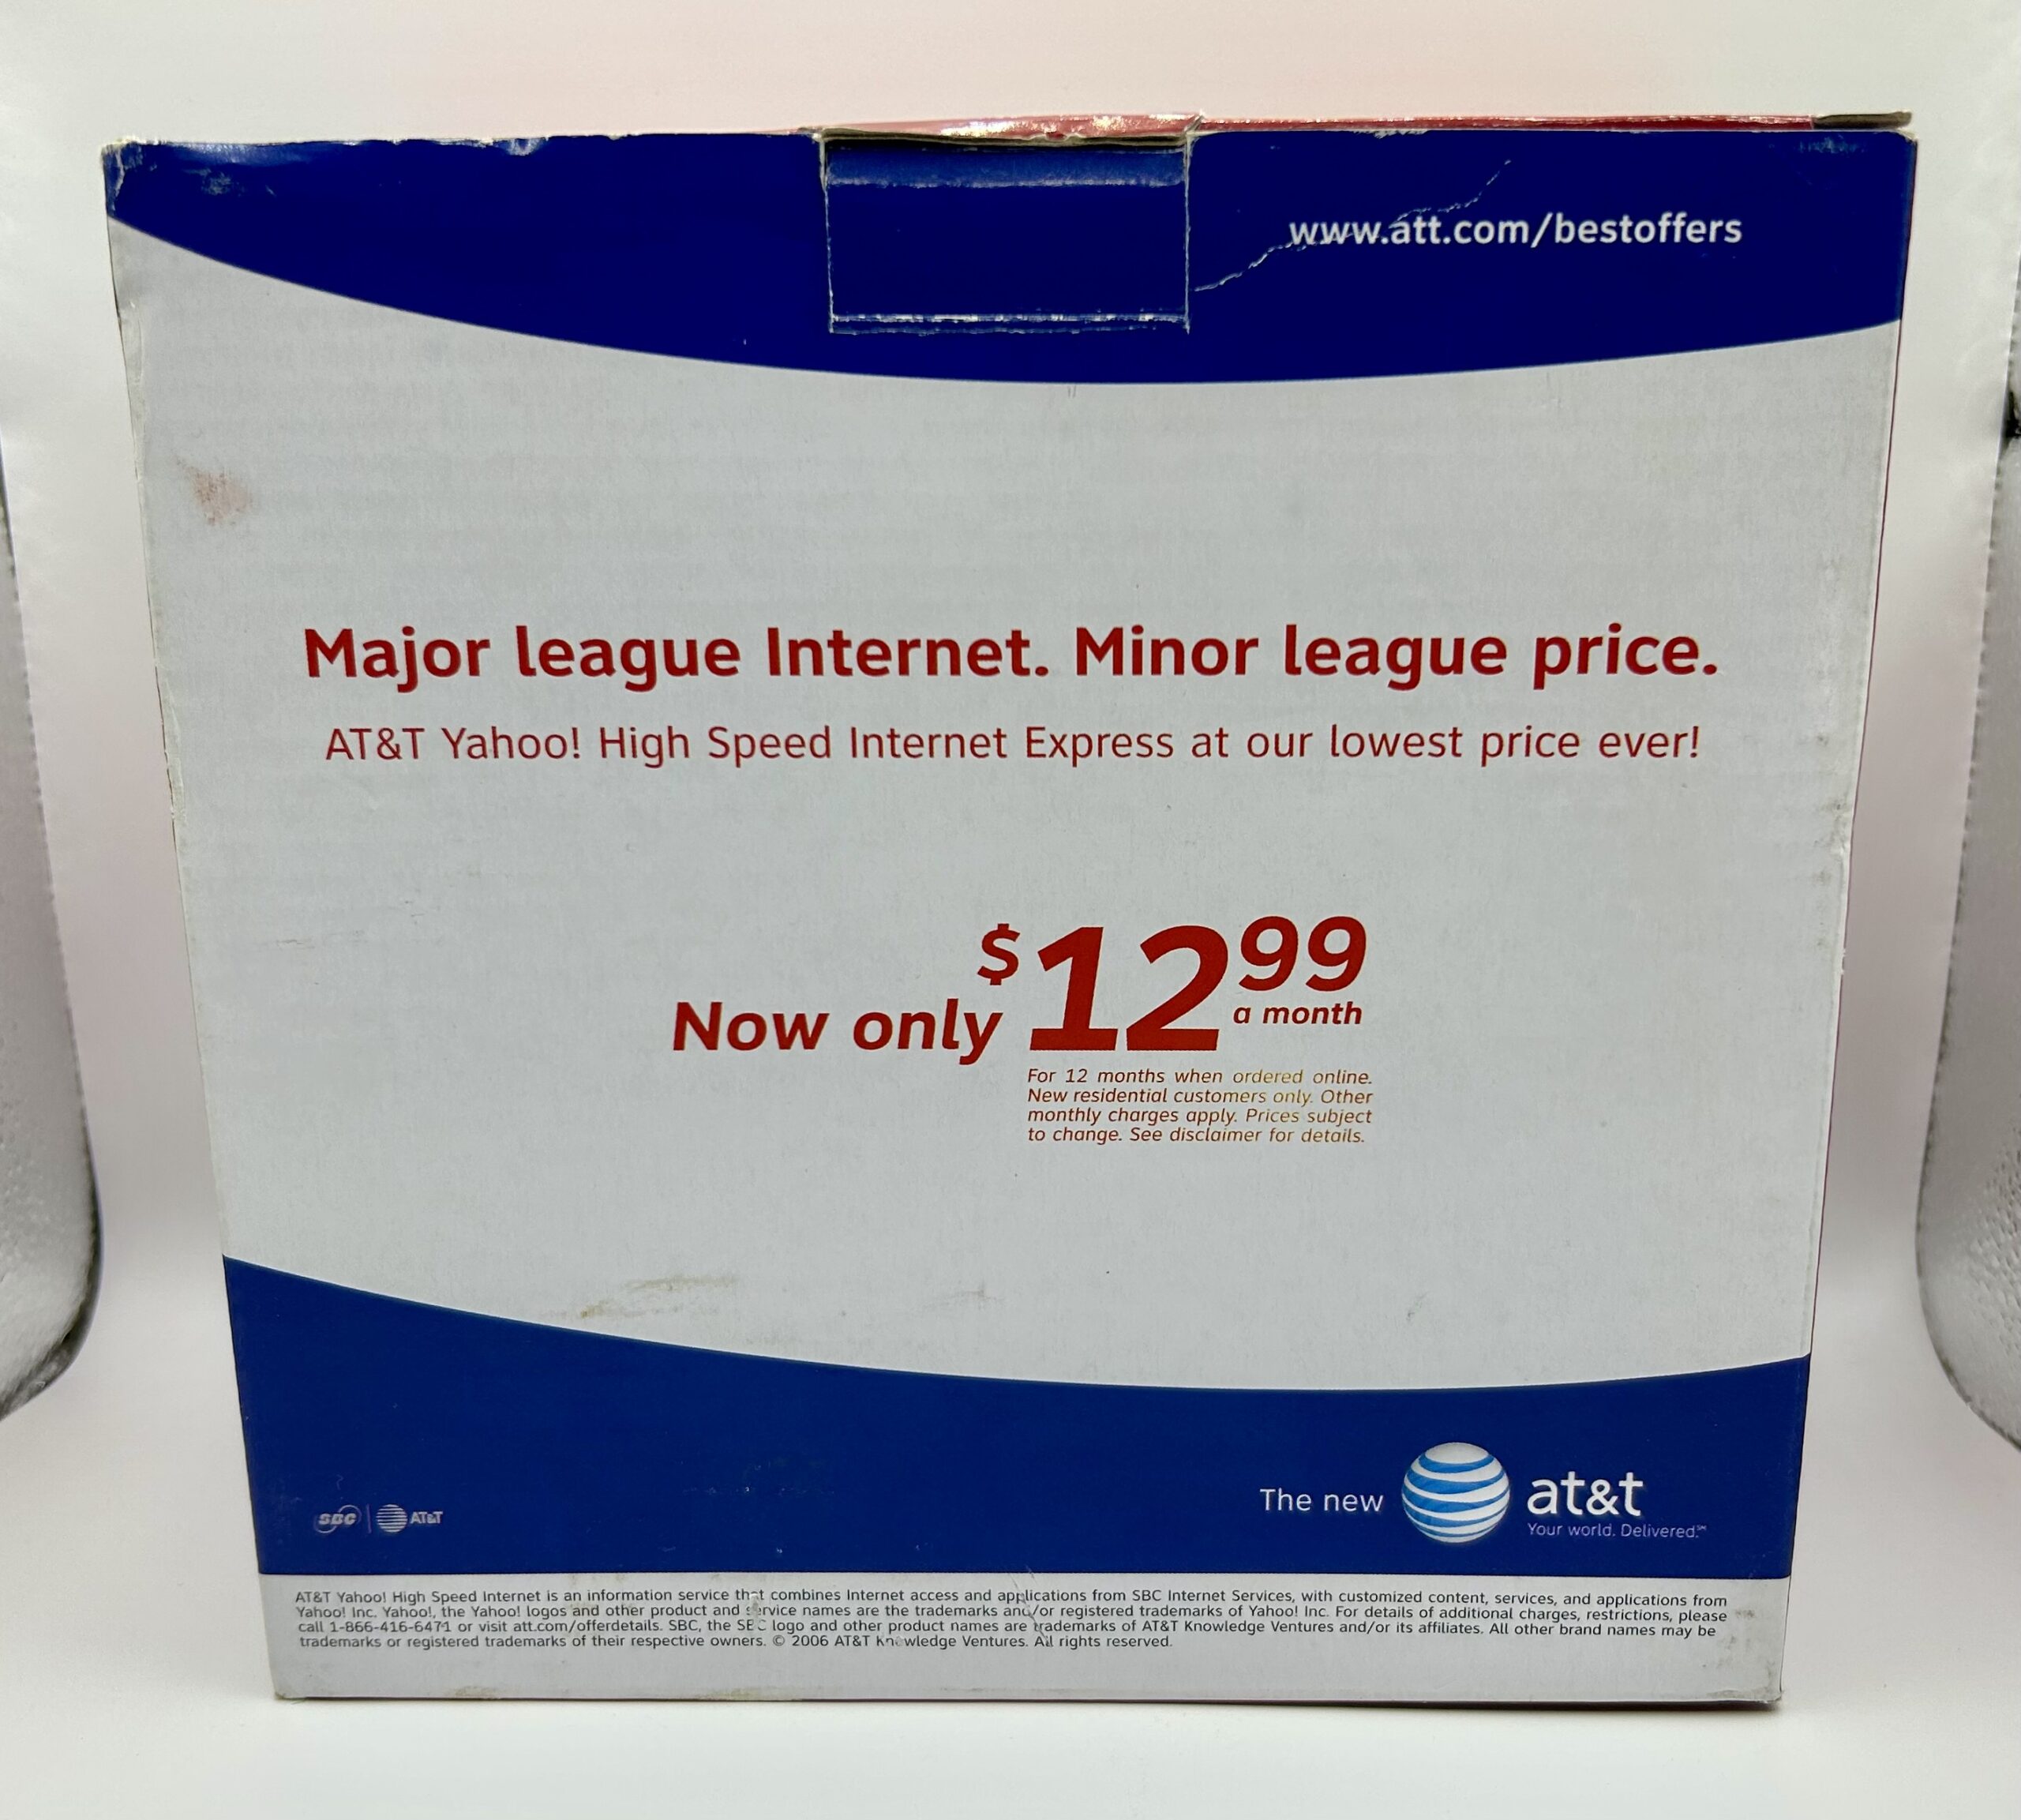 www.att.com/bestoffers
Major league Internet. Minor league price.
AT&T Yahoo! High Speed Internet Express at our lowest price ever!
Now only $12.99 a month
For 12 months when ordered online.
New residential customers only. Other
monthly charges apply. Prices subject
to change. See disclaimer for details.
SBC | AT&T
The new at&t
Your world. Delivered.℠
AT&T Yahoo! High Speed Internet is an information service that combines Internet access and applications from SBC Internet Services, with customized content, services, and applications from
Yahoo! Inc. Yahoo!, the Yahoo! logos and other product and service names are the trademarks and/or registered trademarks of Yahoo! Inc. For details of additional charges, restrictions, please
call 1-866-416-6471 or visit att.com/offerdetails. SBC, the SBC logo and other product names are trademarks of AT&T Knowledge Ventures and/or its affiliates. All other brand names may be
trademarks or registered trademarks of their respective owners. © 2006 AT&T Knowledge Ventures. All rights reserved.